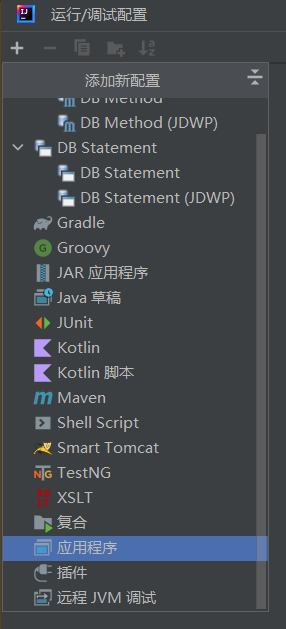 运行/调试配置
添加新配置
DB Method
DB Method (JDWP)
DB Statement
DB Statement
DB Statement (JDWP)
Gradle
Groovy
JAR 应用程序
Java 草稿
JUnit
Kotlin
Kotlin 脚本
Maven
Shell Script
Smart Tomcat
TestNG
XSLT
复合
应用程序
插件
远程 JVM 调试